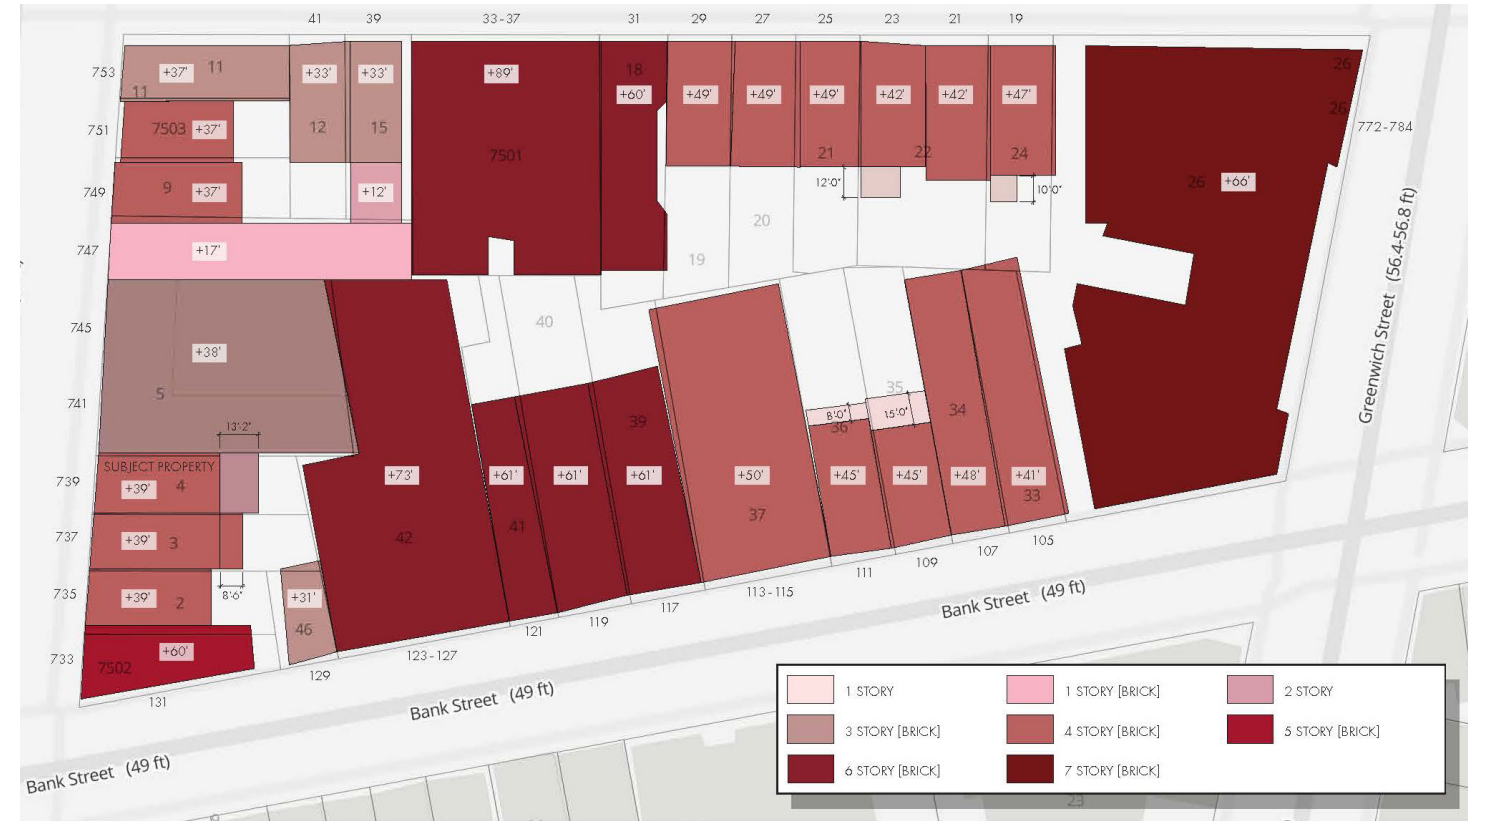 41 39 33-37 31 29 27 25 23 21 19
753 +37' 11 +33' +33' +89' 18 26
11 +60' +49' +49' +49' +42' +42' +47' 26
751 7503 +37' 12 15 772-784
7501 21 22 24
749 9 +37' +12' 12'-0" 10'-0" 26 +66'
20
747 +17' 19
Greenwich Street (56.4-56.8 ft)
745 40
+38'
5 35
741 13'-2" 39 8'-0" 15'-0" 34
36
SUBJECT PROPERTY
739 +39' 4 +73' +61' +61' +61' +50' +45' +45' +48' +41'
33
37
41
737 +39' 3 42
105
107
109
111
735 +39' 2 8'-6" +31' 113-115
46 117
119
121
733 +60' 123-127
7502 129
131
Bank Street (49 ft)
Bank Street (49 ft)
Bank Street (49 ft)
1 STORY 1 STORY [BRICK] 2 STORY
3 STORY [BRICK] 4 STORY [BRICK] 5 STORY [BRICK]
6 STORY [BRICK] 7 STORY [BRICK]
23